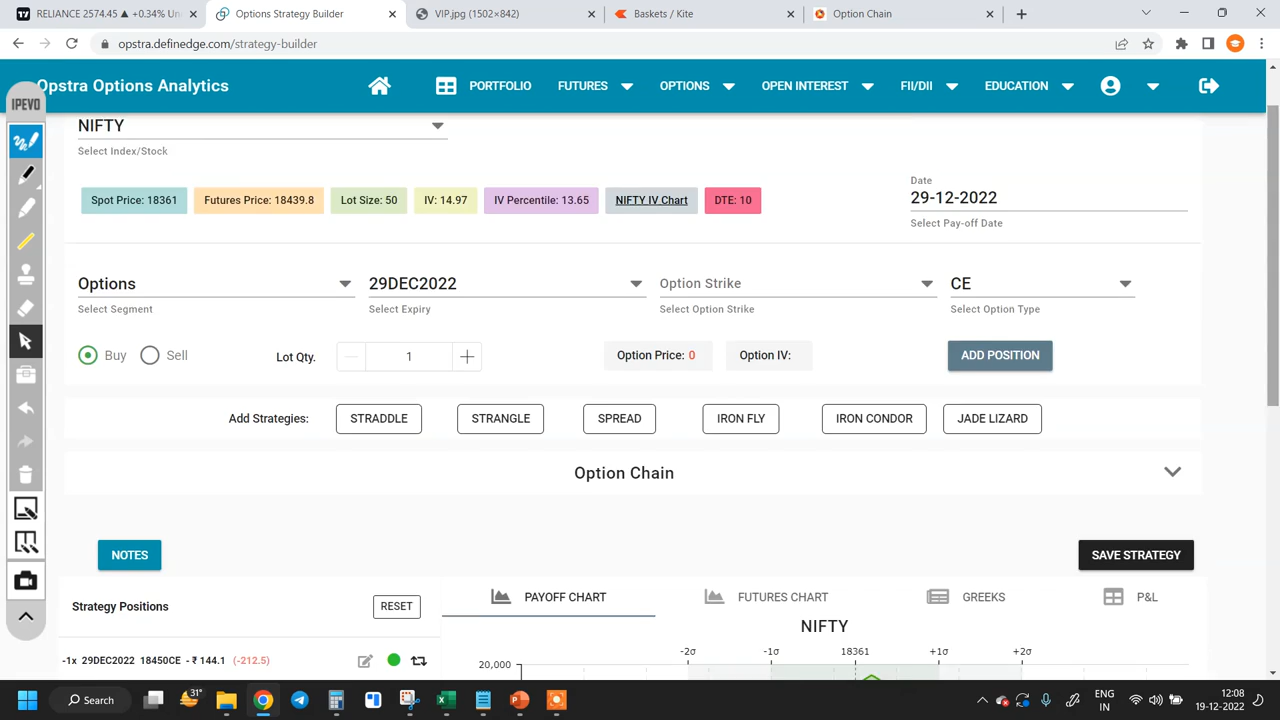 RELIANCE 2574.45 ▲ +0.34% Un
Options Strategy Builder
VIP.jpg (1502×842)
Baskets / Kite
Option Chain
opstra.definedge.com/strategy-builder
IPEVO
Opstra Options Analytics
PORTFOLIO
FUTURES
OPTIONS
OPEN INTEREST
FII/DII
EDUCATION
NIFTY
Select Index/Stock
Spot Price: 18361
Futures Price: 18439.8
Lot Size: 50
IV: 14.97
IV Percentile: 13.65
NIFTY IV Chart
DTE: 10
Date
29-12-2022
Select Pay-off Date
Options
Select Segment
29DEC2022
Select Expiry
Option Strike
Select Option Strike
CE
Select Option Type
Buy
Sell
Lot Qty.
1
Option Price: 0
Option IV:
ADD POSITION
Add Strategies:
STRADDLE
STRANGLE
SPREAD
IRON FLY
IRON CONDOR
JADE LIZARD
Option Chain
NOTES
SAVE STRATEGY
Strategy Positions
RESET
PAYOFF CHART
FUTURES CHART
GREEKS
P&L
NIFTY
-1x 29DEC2022 18450CE - ₹ 144.1 (-212.5)
-2σ
-1σ
18361
+1σ
+2σ
20,000
Search
31°
ENG
IN
12:08
19-12-2022